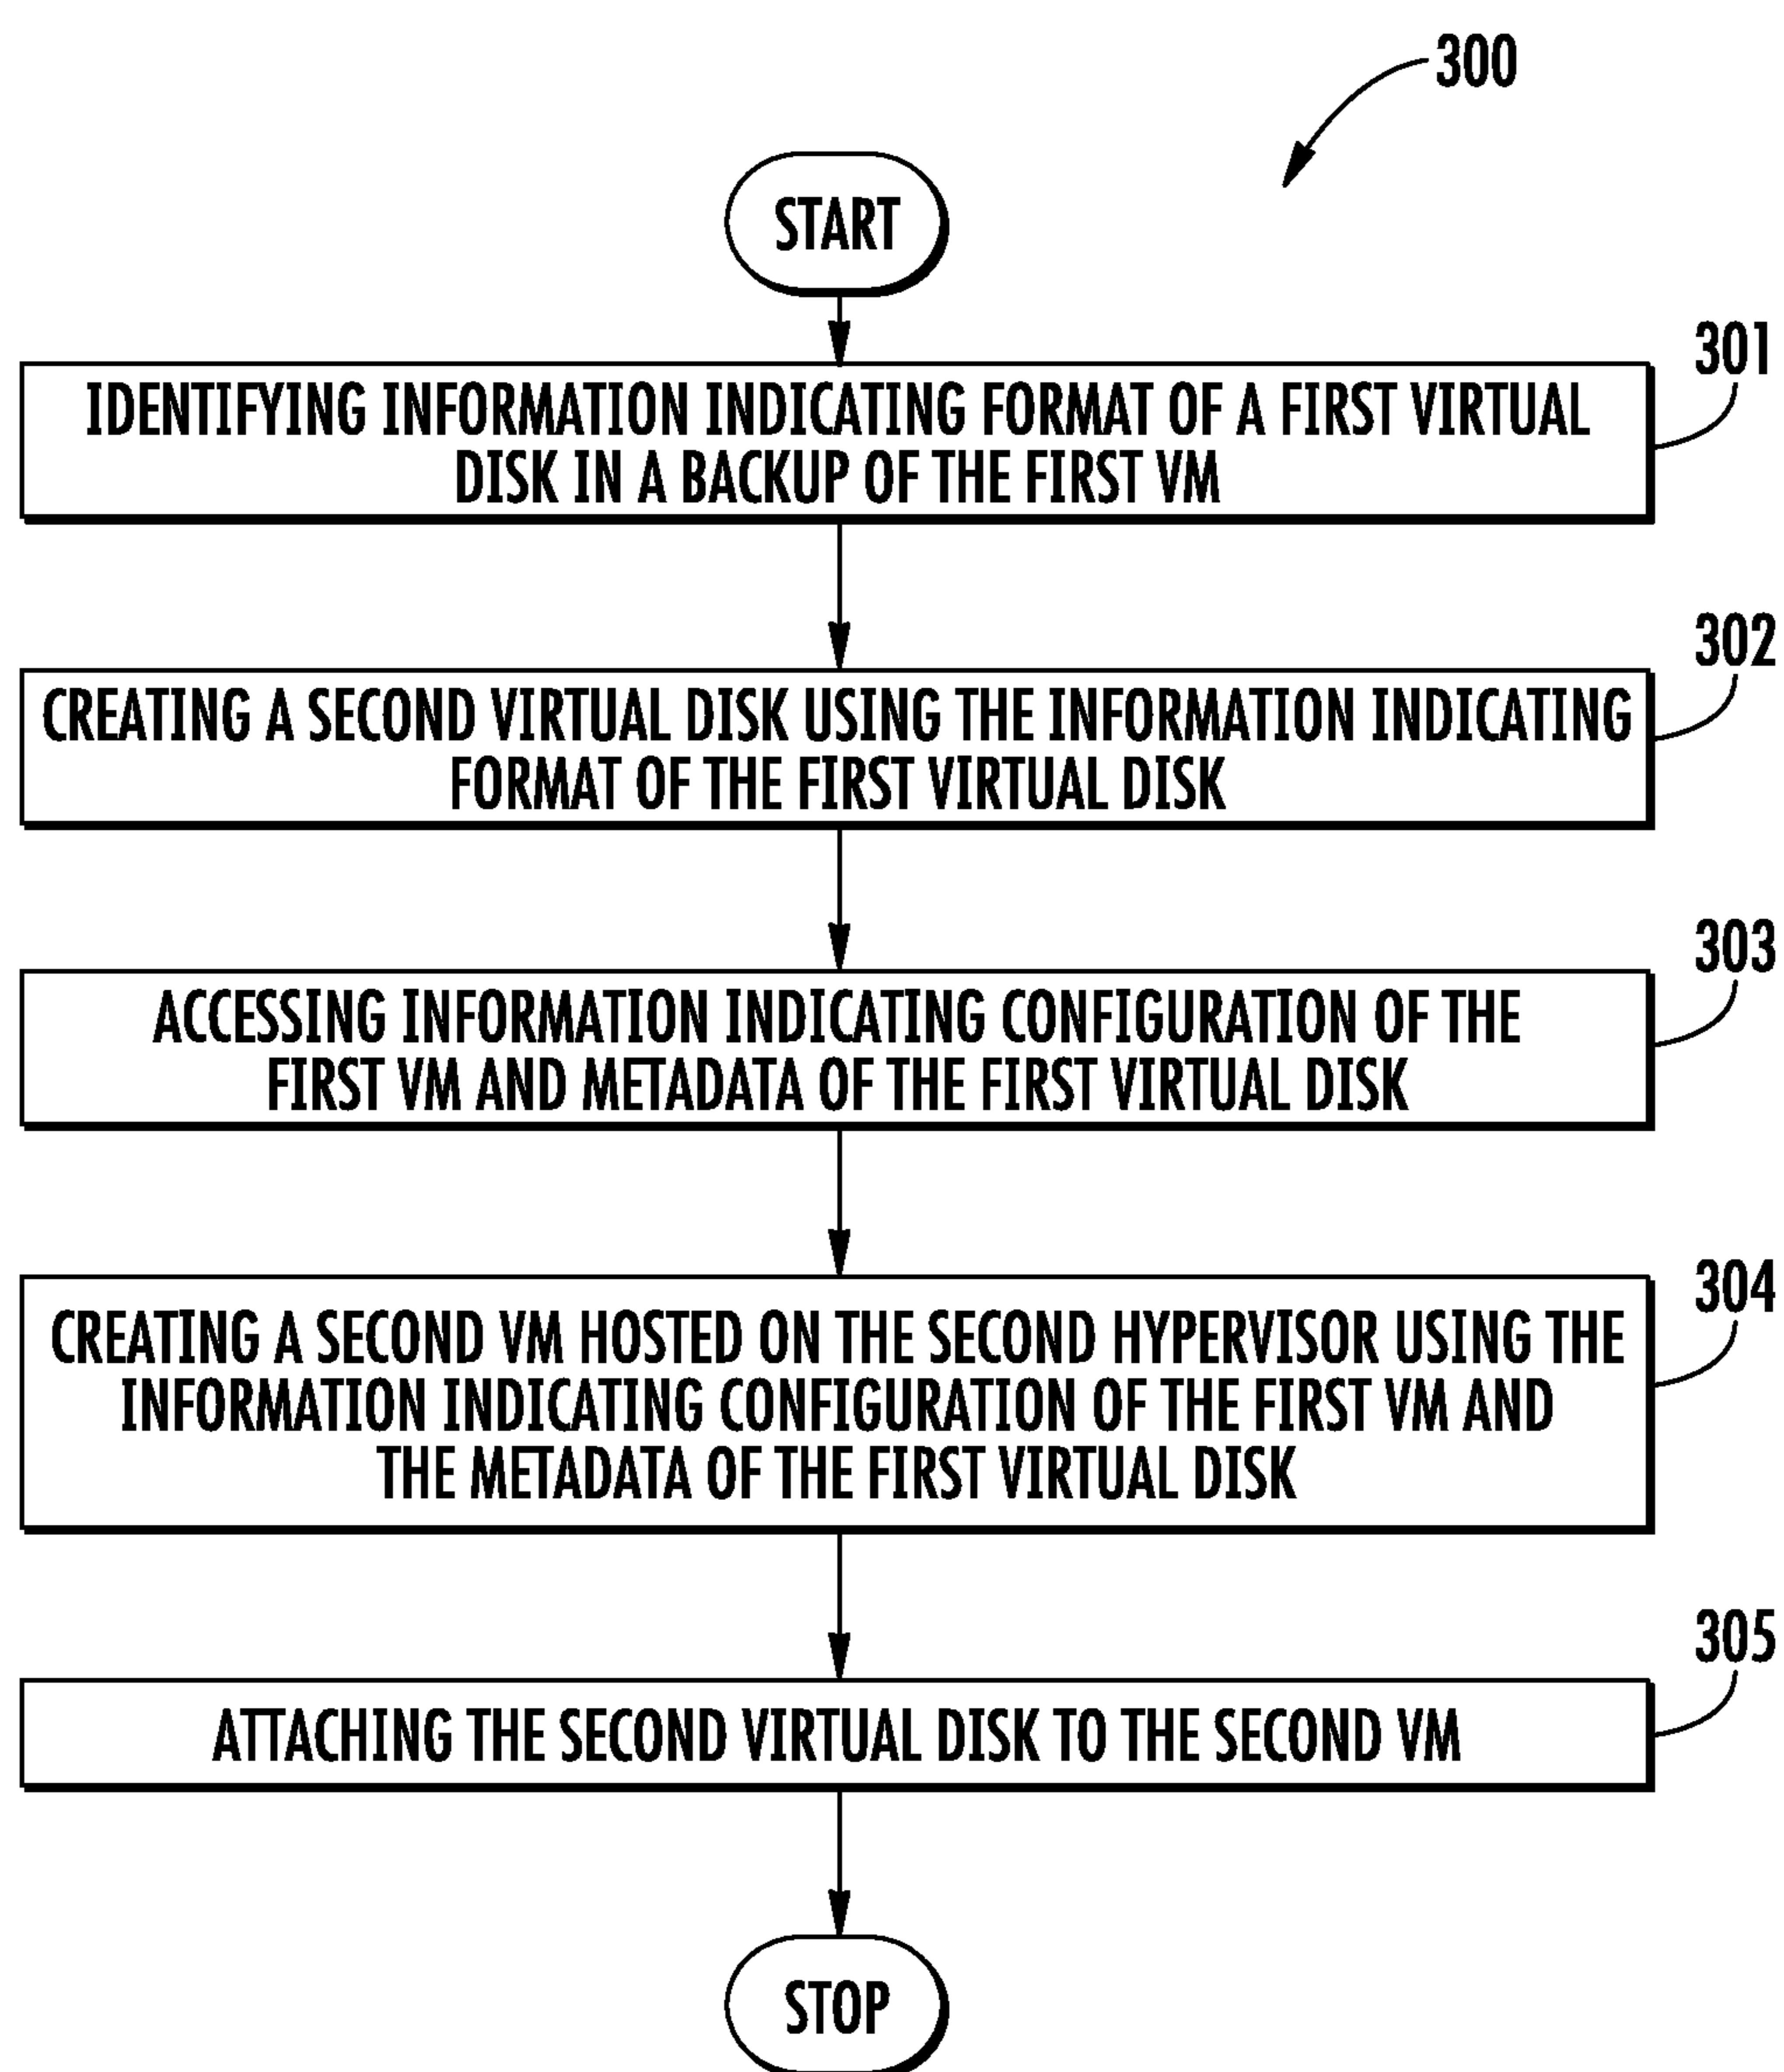 300
START
301
IDENTIFYING INFORMATION INDICATING FORMAT OF A FIRST VIRTUAL
DISK IN A BACKUP OF THE FIRST VM
302
CREATING A SECOND VIRTUAL DISK USING THE INFORMATION INDICATING
FORMAT OF THE FIRST VIRTUAL DISK
303
ACCESSING INFORMATION INDICATING CONFIGURATION OF THE
FIRST VM AND METADATA OF THE FIRST VIRTUAL DISK
304
CREATING A SECOND VM HOSTED ON THE SECOND HYPERVISOR USING THE
INFORMATION INDICATING CONFIGURATION OF THE FIRST VM AND
THE METADATA OF THE FIRST VIRTUAL DISK
305
ATTACHING THE SECOND VIRTUAL DISK TO THE SECOND VM
STOP